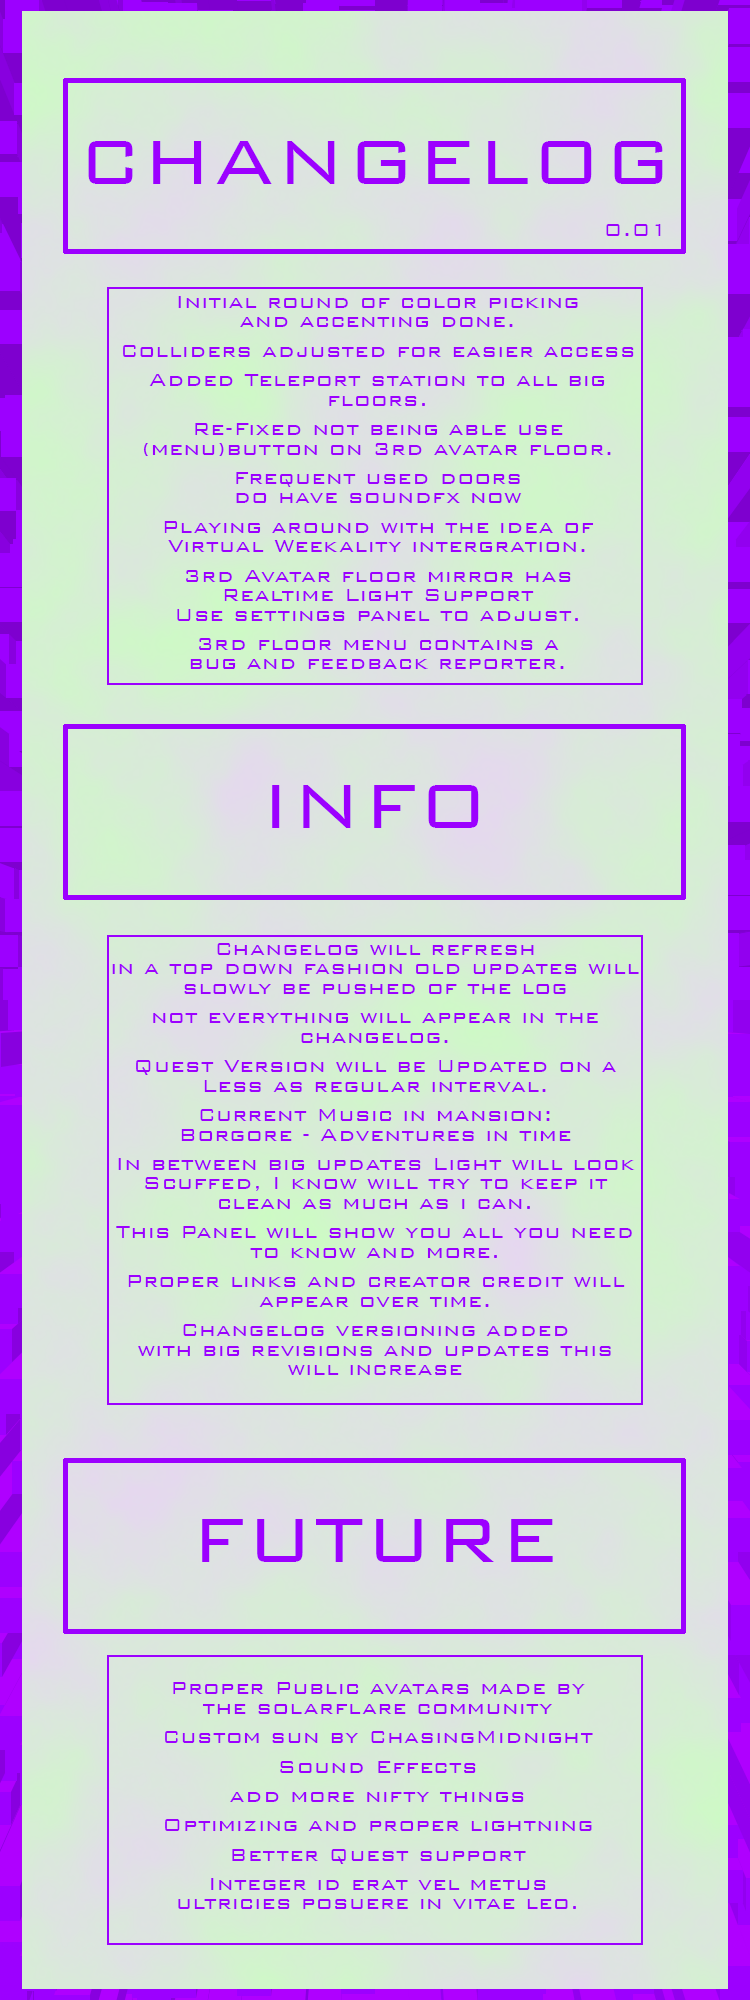 CHANGELOG
0.01
Initial round of color picking
and accenting done.
Colliders adjusted for easier access
Added Teleport station to all big
floors.
Re-Fixed not being able use
(menu)button on 3rd avatar floor.
Frequent used doors
do have soundfx now
Playing around with the idea of
Virtual Weekality intergration.
3rd Avatar floor mirror has
Realtime Light Support
Use settings panel to adjust.
3rd floor menu contains a
bug and feedback reporter.
INFO
Changelog will refresh
in a top down fashion old updates will
slowly be pushed of the log
not everything will appear in the
changelog.
Quest Version will be Updated on a
Less as regular interval.
Current Music in mansion:
Borgore - Adventures in time
In between big updates Light will look
Scuffed, I know will try to keep it
clean as much as i can.
This Panel will show you all you need
to know and more.
Proper links and creator credit will
appear over time.
Changelog versioning added
with big revisions and updates this
will increase
FUTURE
Proper Public avatars made by
the solarflare community
Custom sun by ChasingMidnight
Sound Effects
add more nifty things
Optimizing and proper lightning
Better Quest support
Integer id erat vel metus
ultricies posuere in vitae leo.